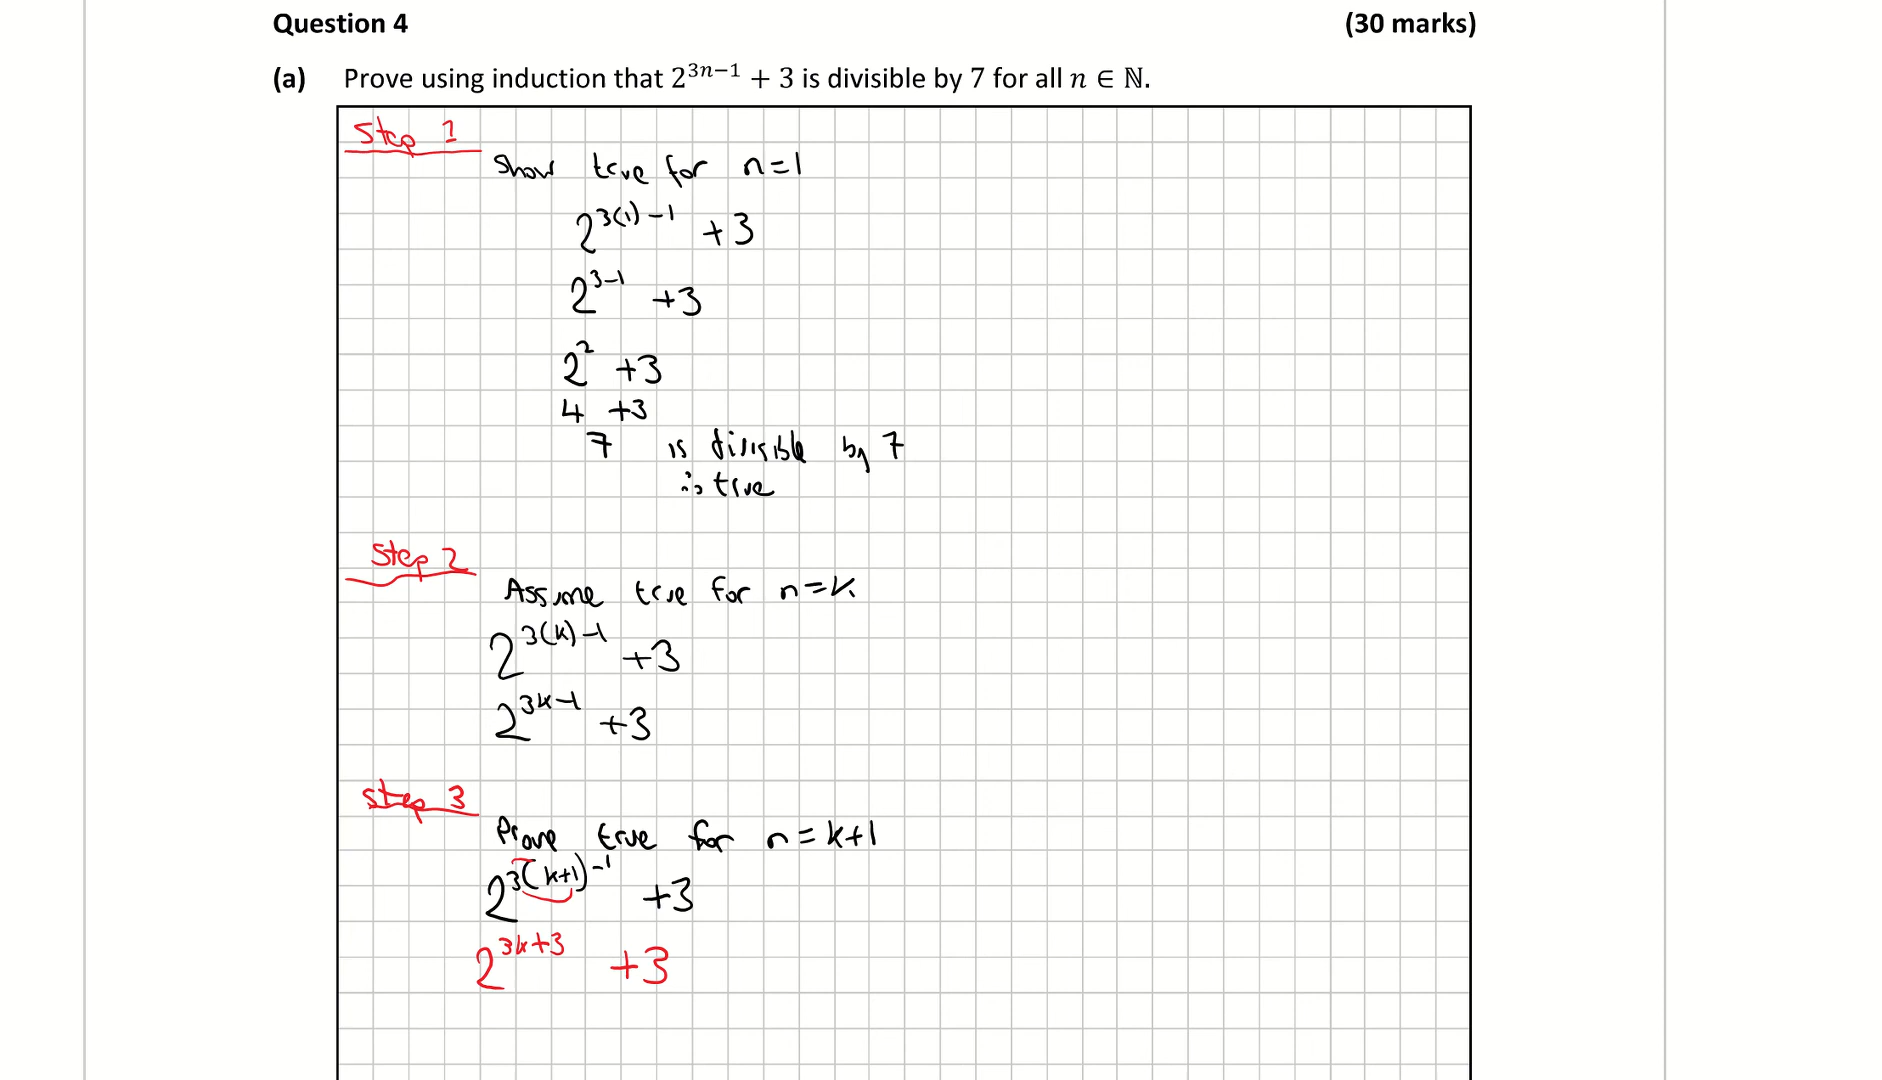 Question 4 (30 marks)
(a) Prove using induction that 2^{3n−1} + 3 is divisible by 7 for all n ∈ ℕ.
Step 1
Show true for n=1
2^{3(1)-1} +3
2^{3-1} +3
2^2 +3
4 +3
7 is divisible by 7
∴ true
Step 2
Assume true for n=k
2^{3(k)-1} +3
2^{3k-1} +3
Step 3
Prove true for n=k+1
2^{3(k+1)-1} +3
2^{3k+3} +3